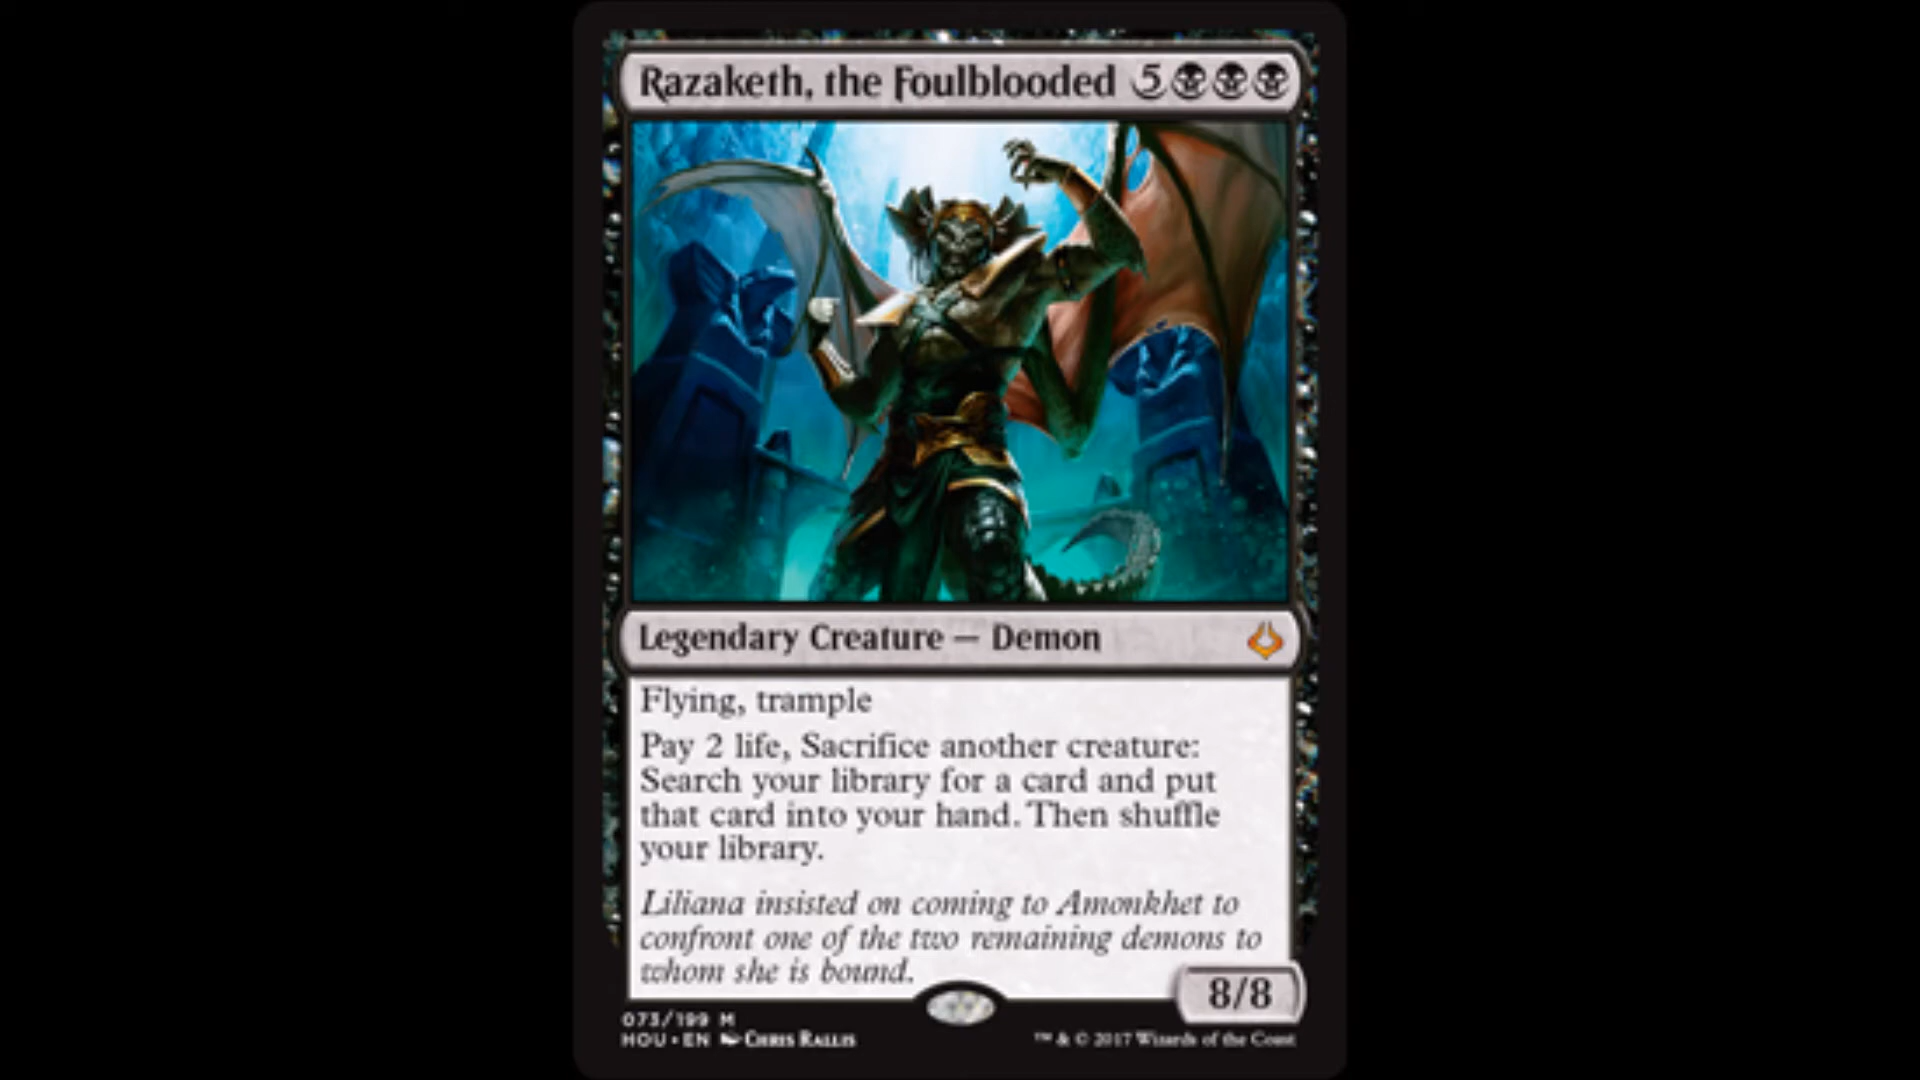 Razaketh, the Foulblooded 5
Legendary Creature — Demon
Flying, trample
Pay 2 life, Sacrifice another creature:
Search your library for a card and put
that card into your hand. Then shuffle
your library.
Liliana insisted on coming to Amonkhet to
confront one of the two remaining demons to
whom she is bound.
8/8
073/199 M
HOU • EN Chris Rallis
™ & © 2017 Wizards of the Coast